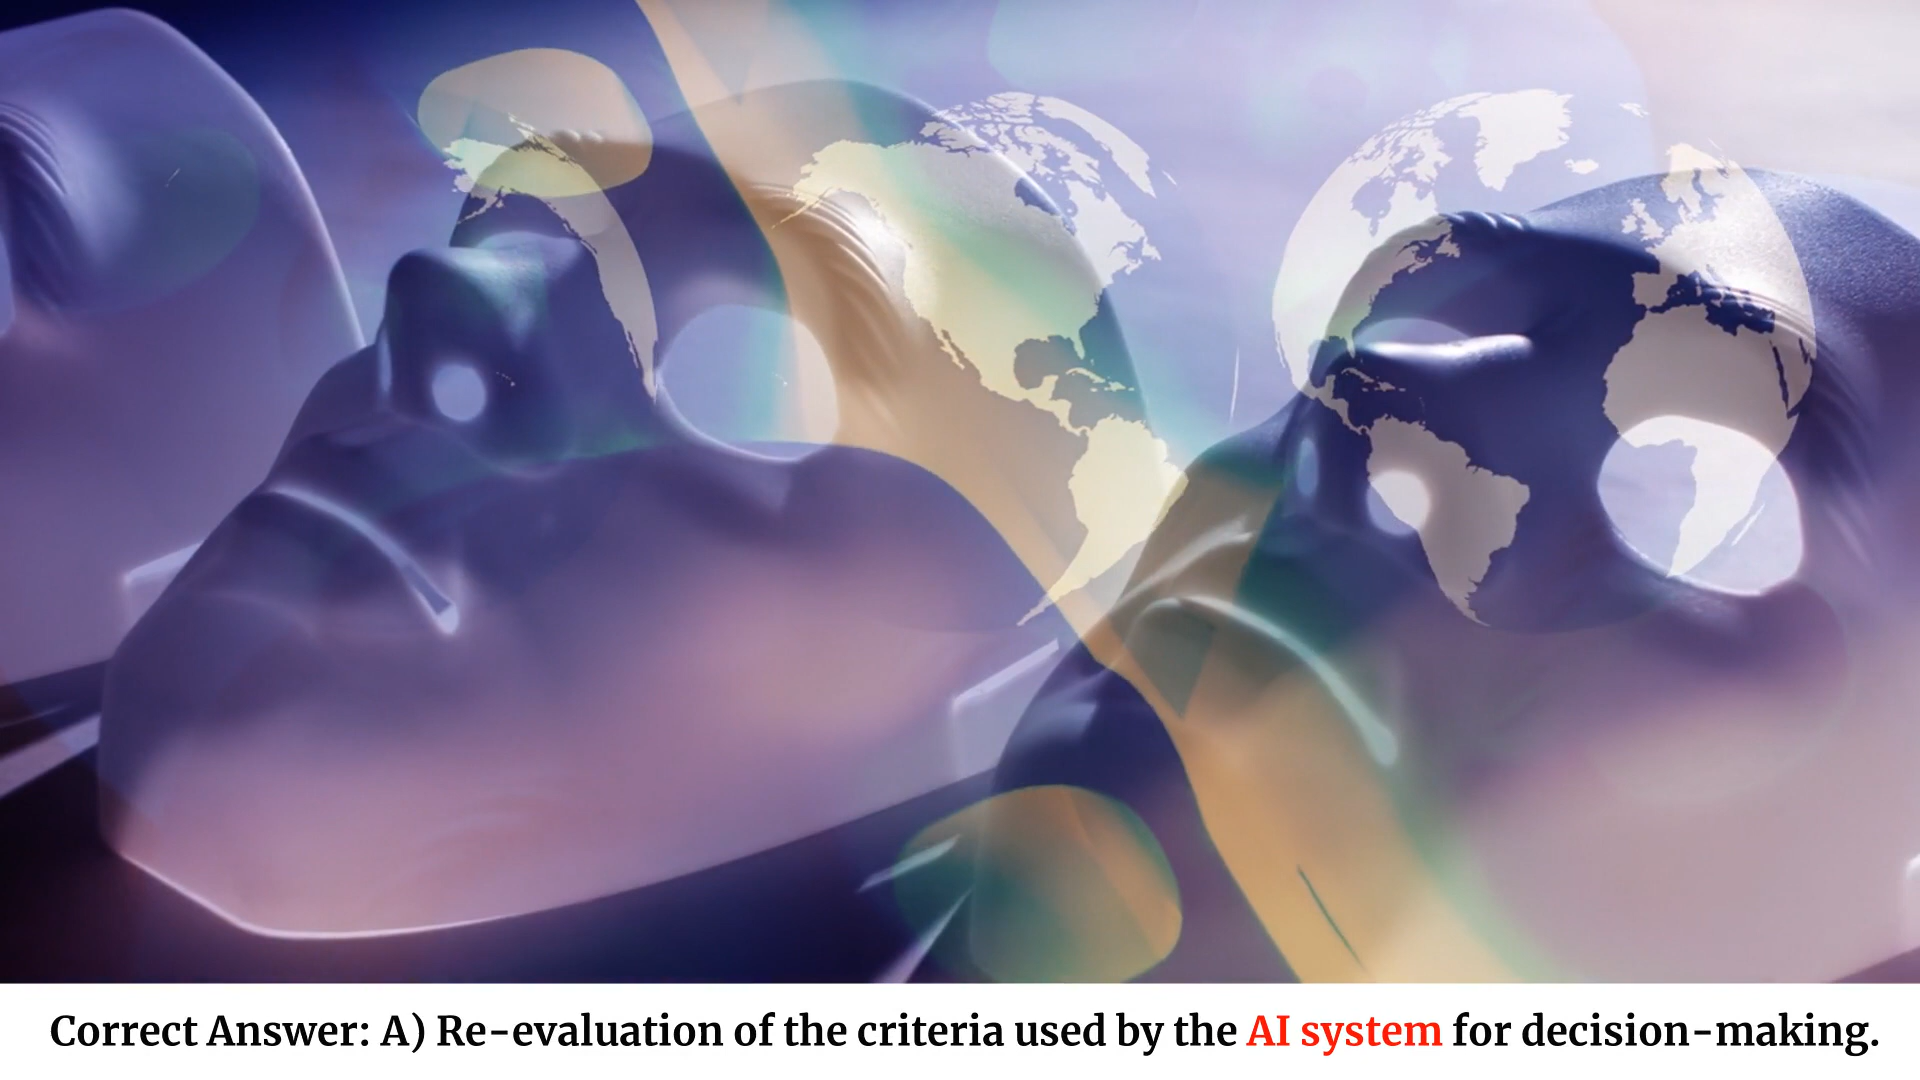 Correct Answer: A) Re-evaluation of the criteria used by the AI system for decision-making.